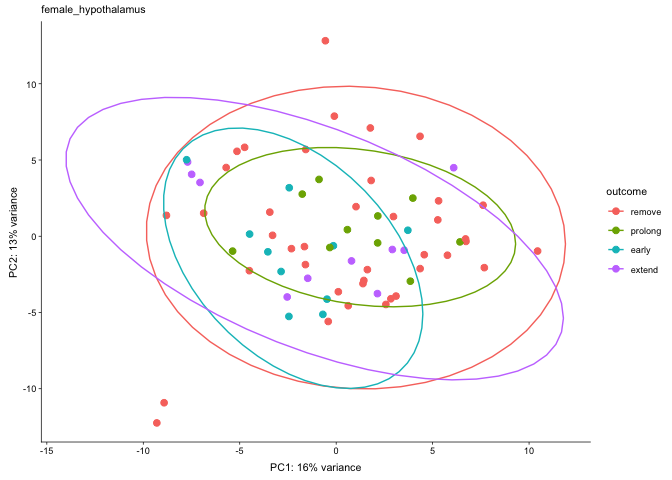 female_hypothalamus
10
5
0
-5
-10
PC2: 13% variance
-15
-10
-5
0
5
10
PC1: 16% variance
outcome
remove
prolong
early
extend